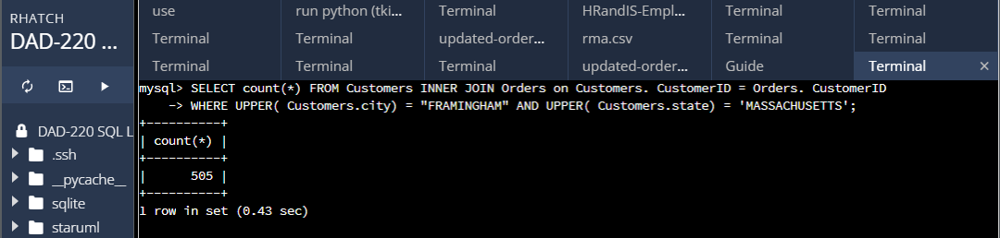 RHATCH
DAD-220 ...
DAD-220 SQL L
.ssh
__pycache__
sqlite
staruml
use
run python (tki...
Terminal
HRandIS-Empl...
Terminal
Terminal
Terminal
Terminal
updated-order...
rma.csv
Terminal
Terminal
Terminal
Terminal
Terminal
updated-order...
Guide
Terminal ×
mysql> SELECT count(*) FROM Customers INNER JOIN Orders on Customers. CustomerID = Orders. CustomerID
-> WHERE UPPER( Customers.city) = "FRAMINGHAM" AND UPPER( Customers.state) = 'MASSACHUSETTS';
+----------+
| count(*) |
+----------+
| 505 |
+----------+
1 row in set (0.43 sec)